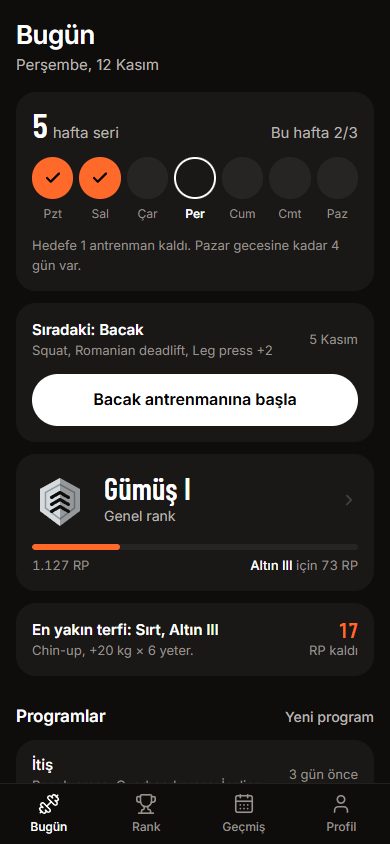 Bugün
Perşembe, 12 Kasım
5 hafta seri
Bu hafta 2/3
Pzt Sal Çar Per Cum Cmt Paz
Hedefe 1 antrenman kaldı. Pazar gecesine kadar 4
gün var.
Sıradaki: Bacak
Squat, Romanian deadlift, Leg press +2
5 Kasım
Bacak antrenmanına başla
Gümüş I
Genel rank
1.127 RP
Altın III için 73 RP
En yakın terfi: Sırt, Altın III
Chin-up, +20 kg × 6 yeter.
17
RP kaldı
Programlar
Yeni program
İtiş
3 gün önce
Bugün Rank Geçmiş Profil